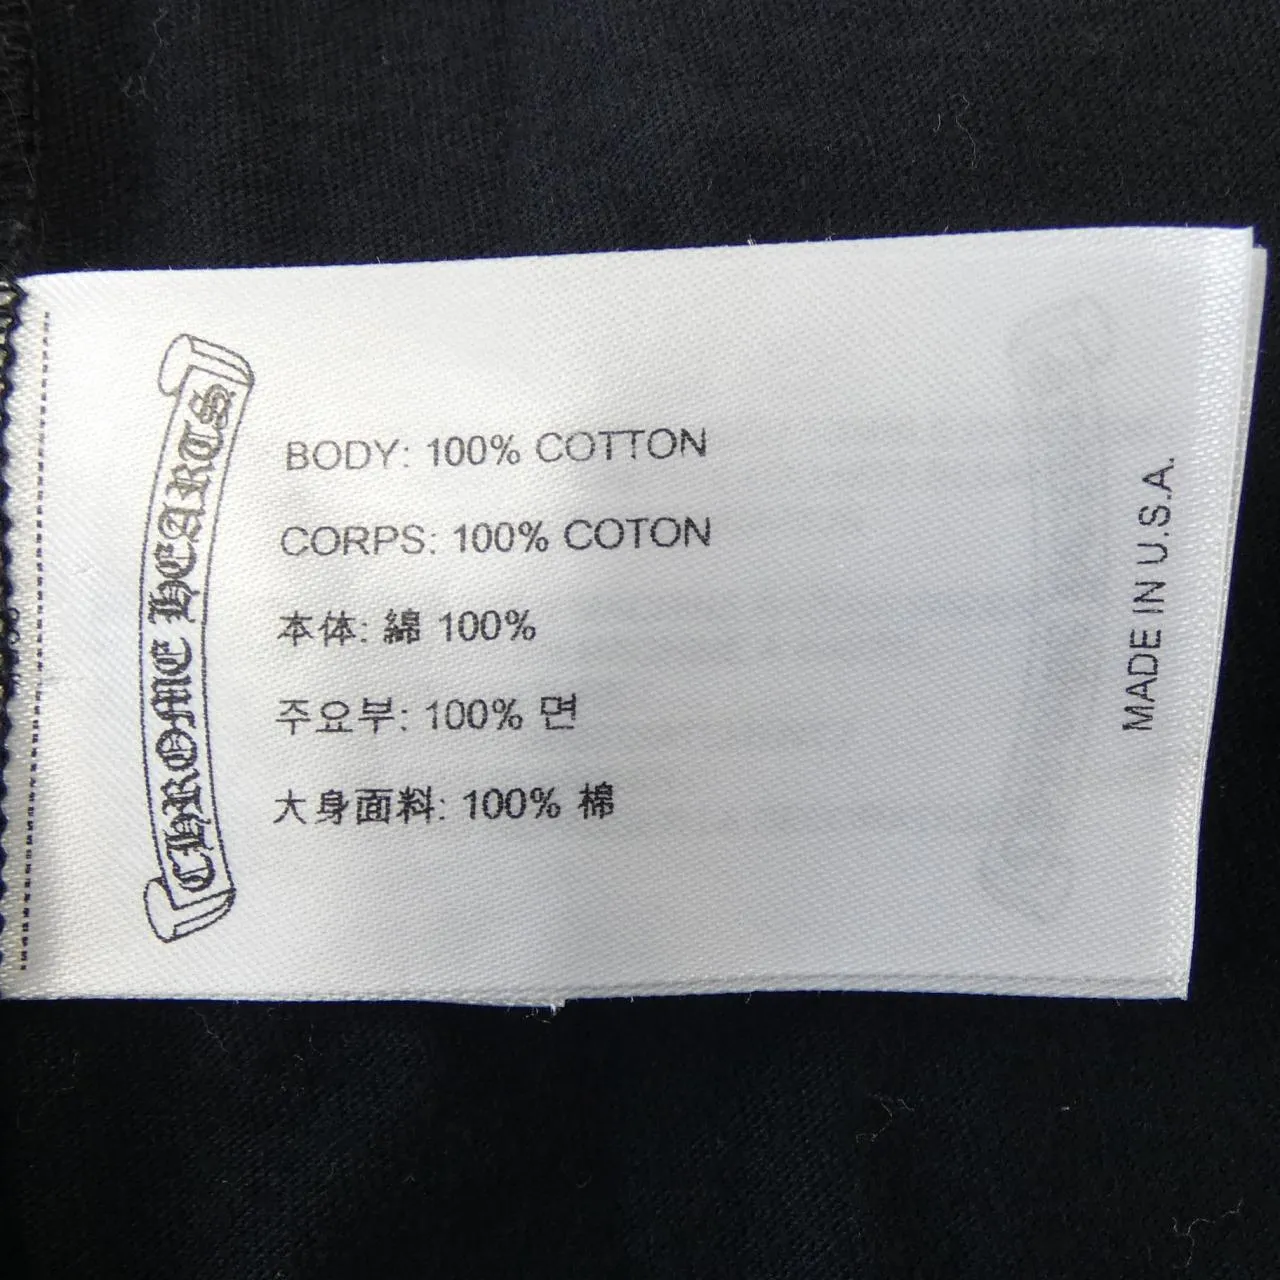 CHROME HEARTS
BODY: 100% COTTON
CORPS: 100% COTON
本体: 綿 100%
주요부: 100% 면
大身面料: 100% 棉
MADE IN U.S.A.